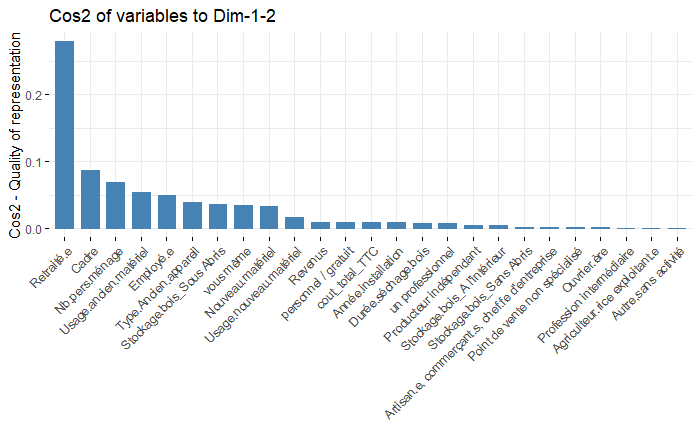 Cos2 of variables to Dim-1-2
Cos2 - Quality of representation
0.2
0.1
0.0
Retraité.e
Cadre
Nb.pers.ménage
Usage.ancien.matériel
Employé.e
Type.Ancien.appareil
Stockage.bois_Sous Abris
vous.même
Nouveau.matériel
Usage.nouveau.matériel
Revenus
personnel / gratuit
cout_total_TTC
Année.Installation
Durée.séchage.bois
un professionnel
Producteur indépendant
Stockage.bois_A l'intérieur
Stockage.bois_Sans Abris
Artisan.e, commerçant.s, chef.fe d'entreprise
Point de vente non spécialisé
Ouvrier.ère
Profession intermédiaire
Agriculteur.rice exploitant.e
Autre,sans activité